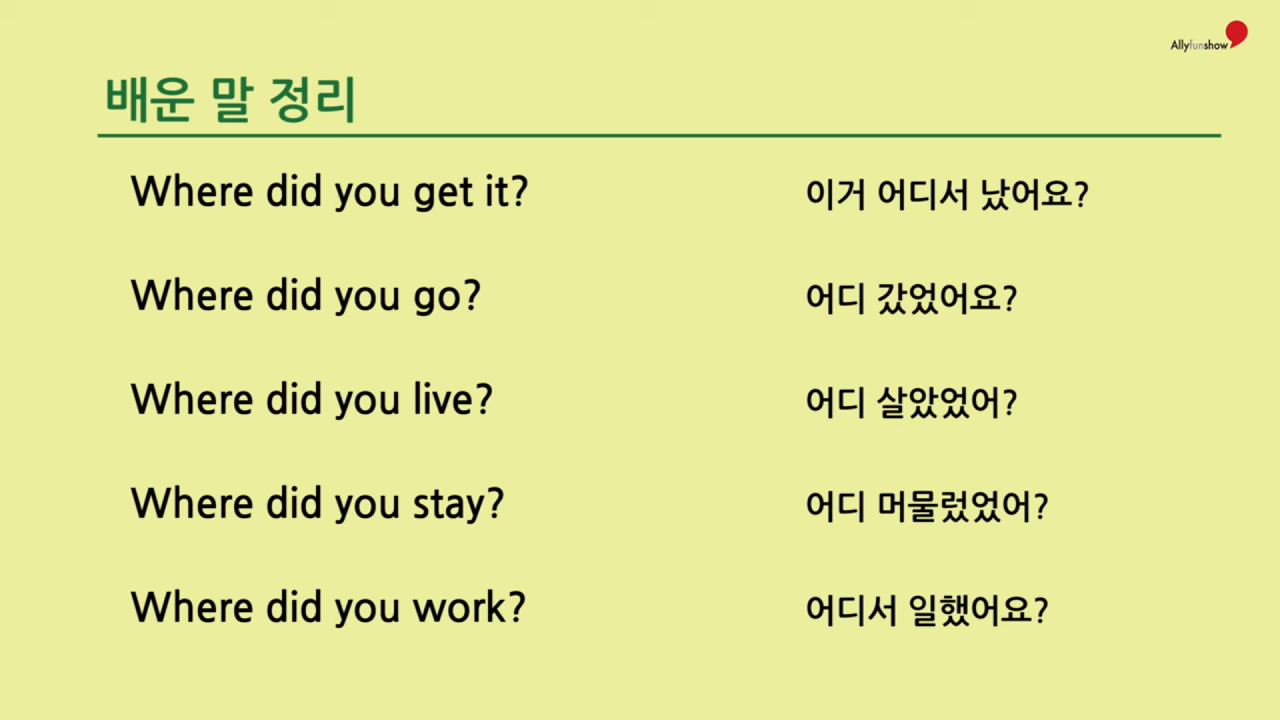 Allyfunshow
배운 말 정리
Where did you get it? 이거 어디서 났어요?
Where did you go? 어디 갔었어요?
Where did you live? 어디 살았었어?
Where did you stay? 어디 머물렀었어?
Where did you work? 어디서 일했어요?